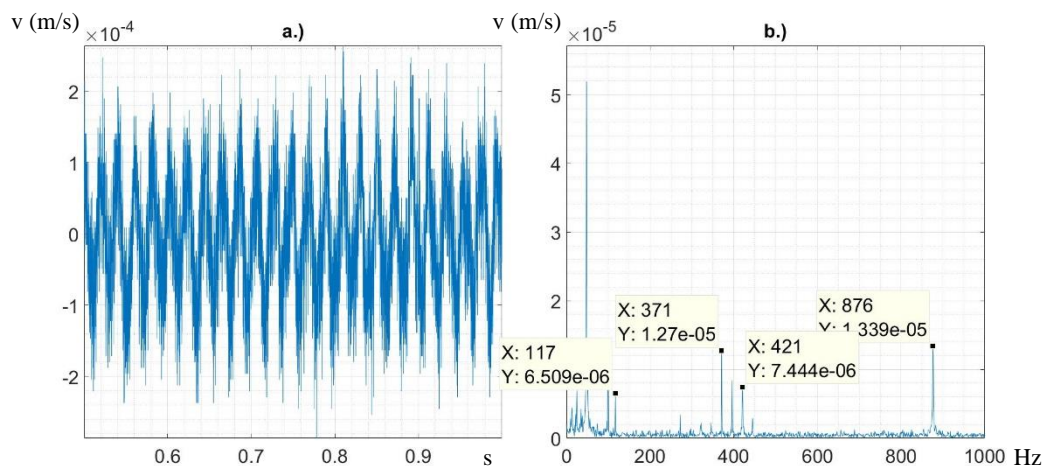 v (m/s)
×10⁻⁴
a.)
2
1
0
-1
-2
0.6
0.7
0.8
0.9
s
v (m/s)
×10⁻⁵
b.)
5
4
3
2
0
0
200
400
600
800
1000
Hz
X: 117
Y: 6.509e-06
X: 371
Y: 1.27e-05
X: 421
Y: 7.444e-06
X: 876
Y: 1.339e-05